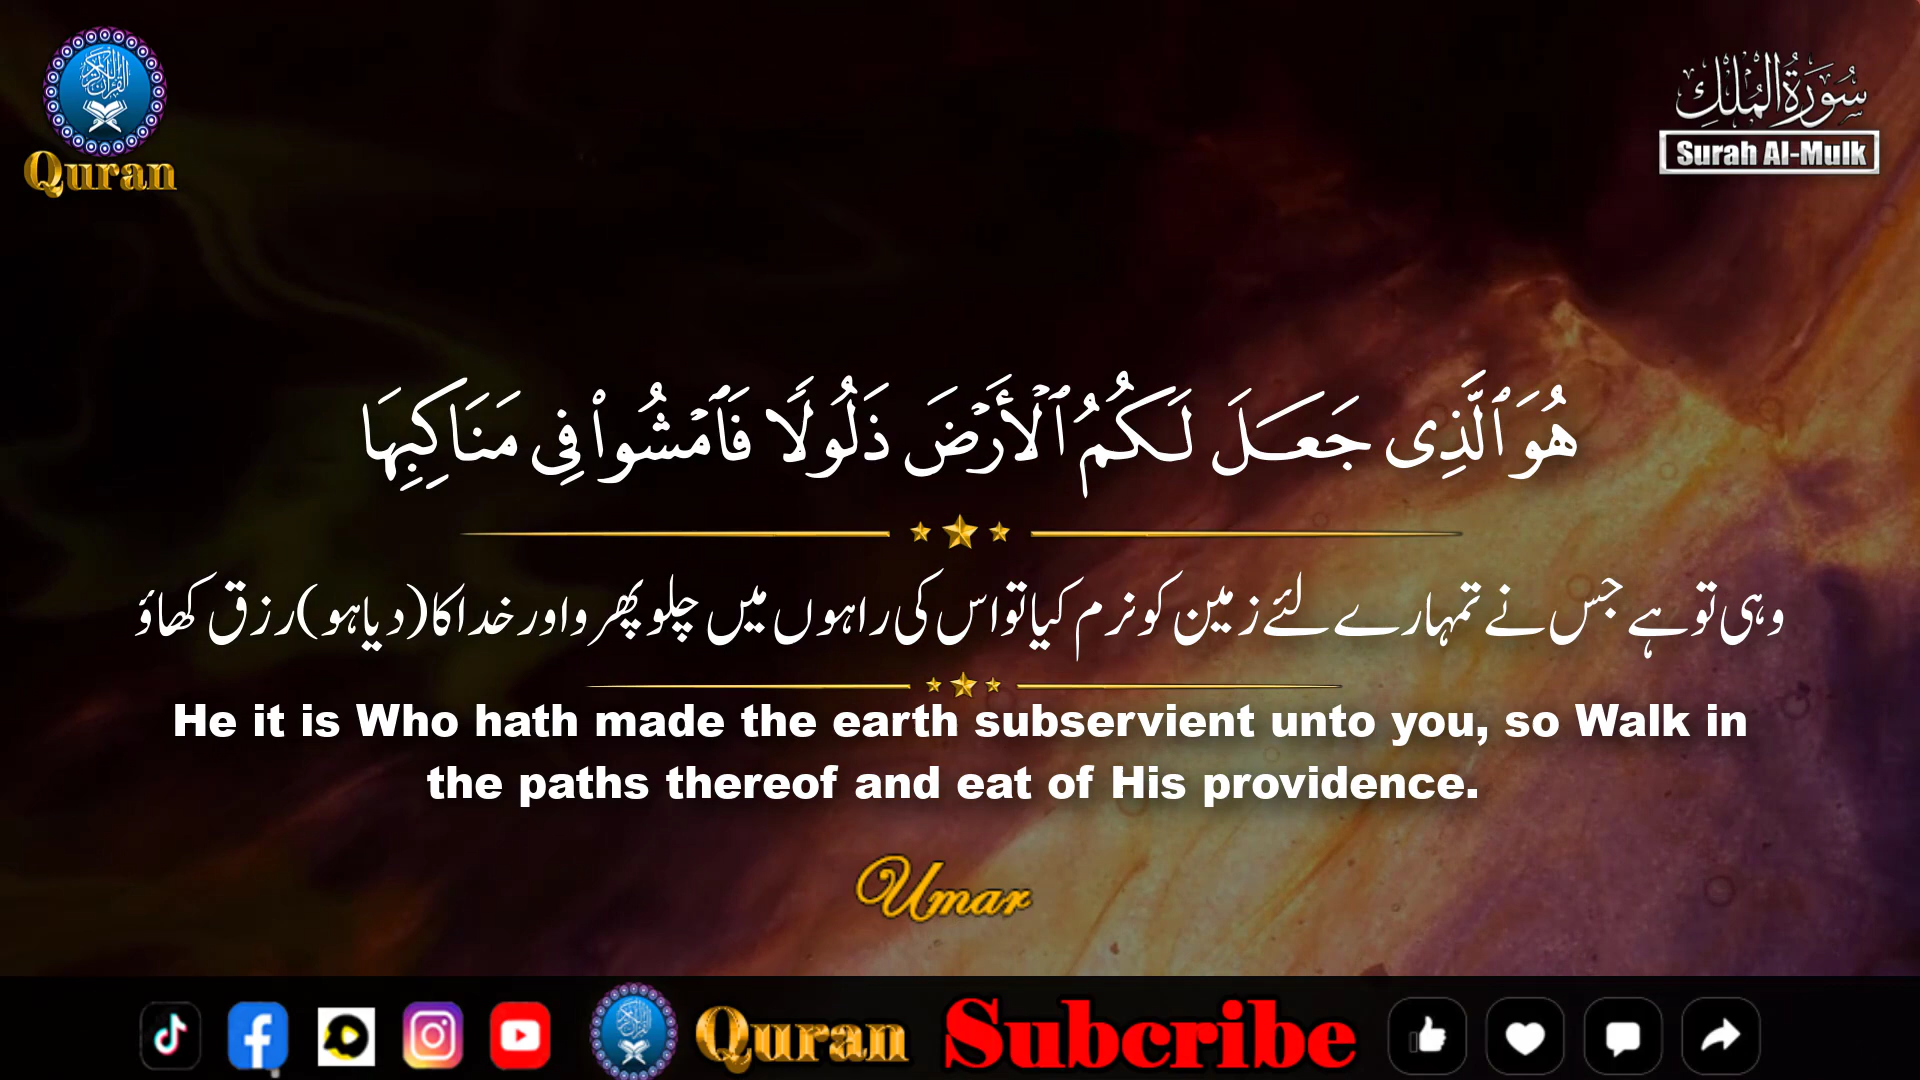 Quran
سُورَةُ الْمُلْكِ
Surah Al-Mulk
هُوَ ٱلَّذِى جَعَلَ لَكُمُ ٱلْأَرْضَ ذَلُولًا فَٱمْشُوا۟ فِى مَنَاكِبِهَا
وہی تو ہے جس نے تمہارے لئے زمین کو نرم کیا تو اس کی راہوں میں چلو پھرو اور خدا کا (دیا ہو) رزق کھاؤ
He it is Who hath made the earth subservient unto you, so Walk in
the paths thereof and eat of His providence.
Umar
Quran Subcribe